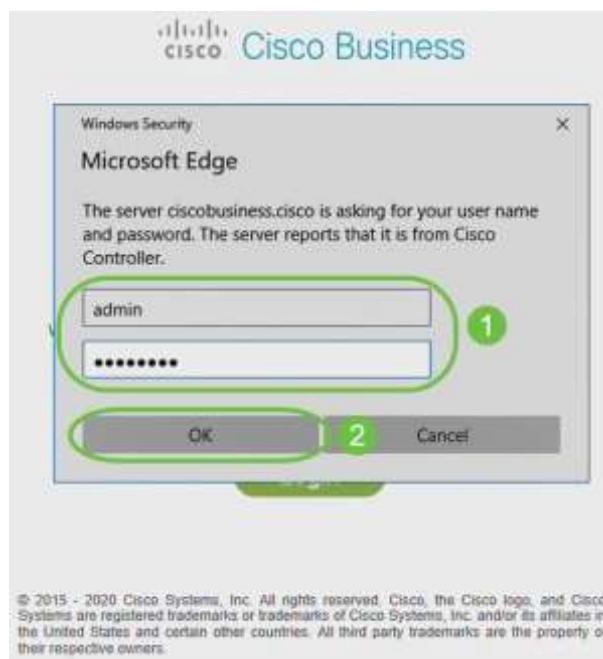 CISCO Cisco Business
Windows Security
Microsoft Edge
The server ciscobusiness.cisco is asking for your user name
and password. The server reports that it is from Cisco
Controller.
admin
●●●●●●●●
1
OK 2 Cancel
© 2015 - 2020 Cisco Systems, Inc. All rights reserved. Cisco, the Cisco logo, and Cisco
Systems are registered trademarks or trademarks of Cisco Systems, Inc. and/or its affiliates in
the United States and certain other countries. All third party trademarks are the property of
their respective owners.